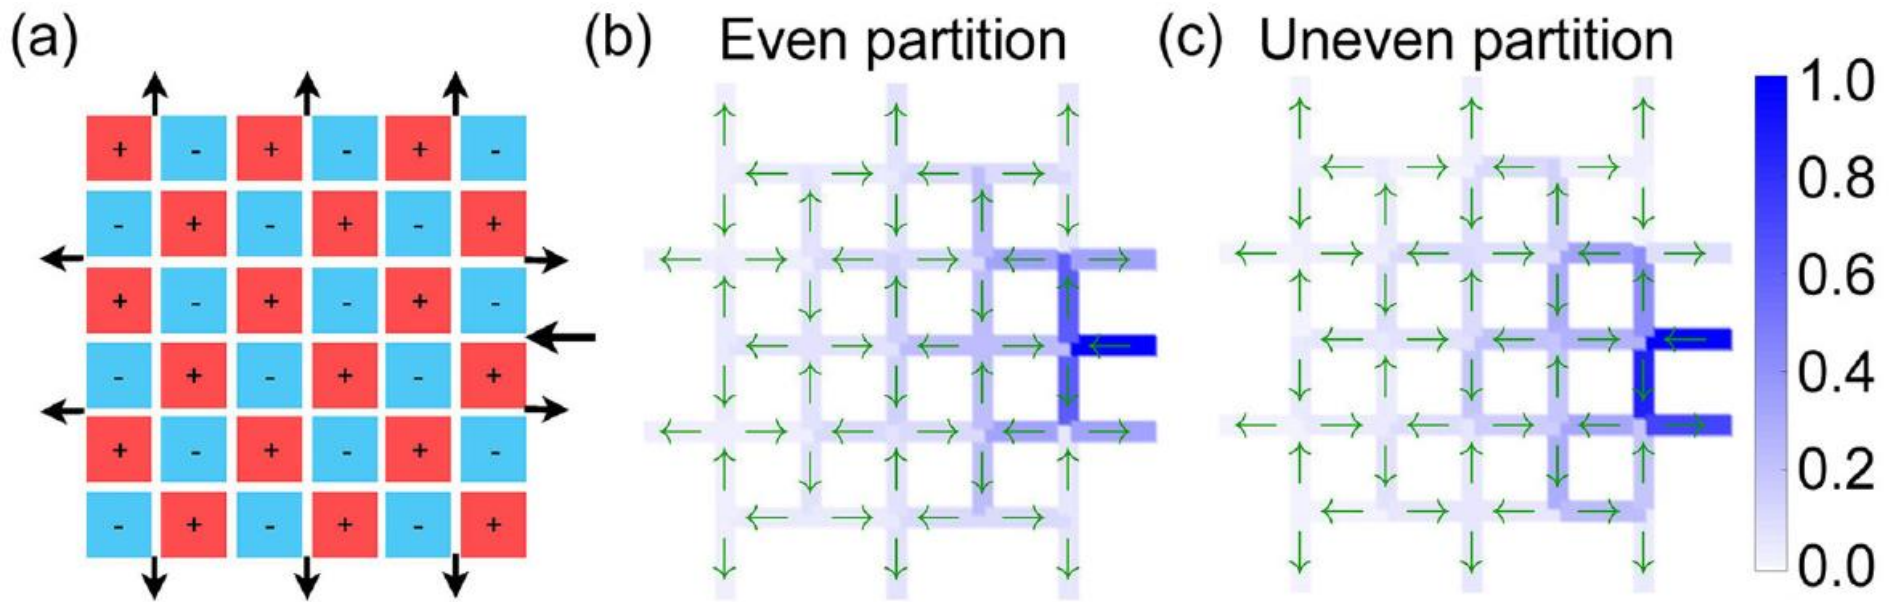 (a)
(b) Even partition
(c) Uneven partition
+ - + - + -
- + - + - +
+ - + - + -
- + - + - +
+ - + - + -
- + - + - +
1.0
0.8
0.6
0.4
0.2
0.0